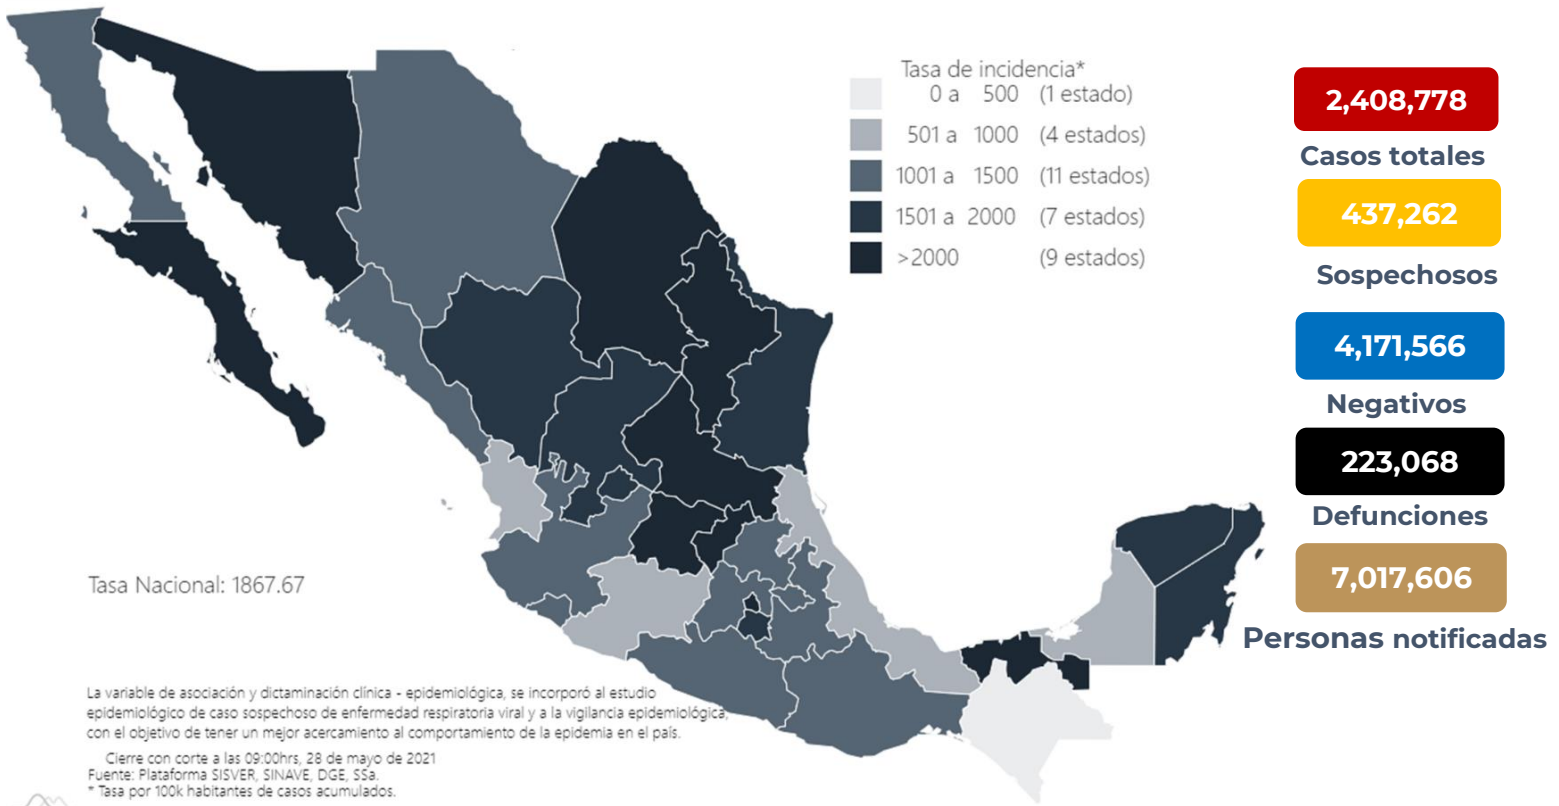 Tasa de incidencia*
0 a 500 (1 estado)
501 a 1000 (4 estados)
1001 a 1500 (11 estados)
1501 a 2000 (7 estados)
>2000 (9 estados)
2,408,778
Casos totales
437,262
Sospechosos
4,171,566
Negativos
223,068
Defunciones
7,017,606
Personas notificadas
Tasa Nacional: 1867.67
La variable de asociación y dictaminación clínica - epidemiológica, se incorporó al estudio
epidemiológico de caso sospechoso de enfermedad respiratoria viral y a la vigilancia epidemiológica,
con el objetivo de tener un mejor acercamiento al comportamiento de la epidemia en el país.
Cierre con corte a las 09:00hrs, 28 de mayo de 2021
Fuente: Plataforma SISVER, SINAVE, DGE, SSa.
* Tasa por 100k habitantes de casos acumulados.